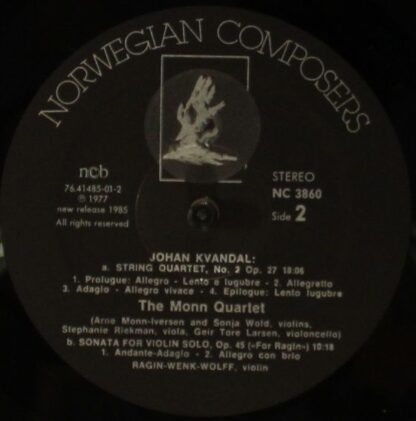 NORWEGIAN COMPOSERS
ncb
76.41485-01-2
℗ 1977
new release 1985
All rights reserved
STEREO
NC 3860
Side 2
JOHAN KVANDAL:
a. STRING QUARTET, No. 2 Op. 27 18:06
1. Prologue: Allegro - Lento e lugubre - 2. Allegretto
3. Adagio - Allegro vivace - 4. Epilogue: Lento lugubre
The Monn Quartet
(Arne Monn-Iversen and Sonja Wold, violins,
Stephanie Riekman, viola, Geir Tore Larsen, violoncello)
b. SONATA FOR VIOLIN SOLO, Op. 45 («For Ragin») 10:18
1. Andante-Adagio - 2. Allegro con brio
RAGIN-WENK-WOLFF, violin